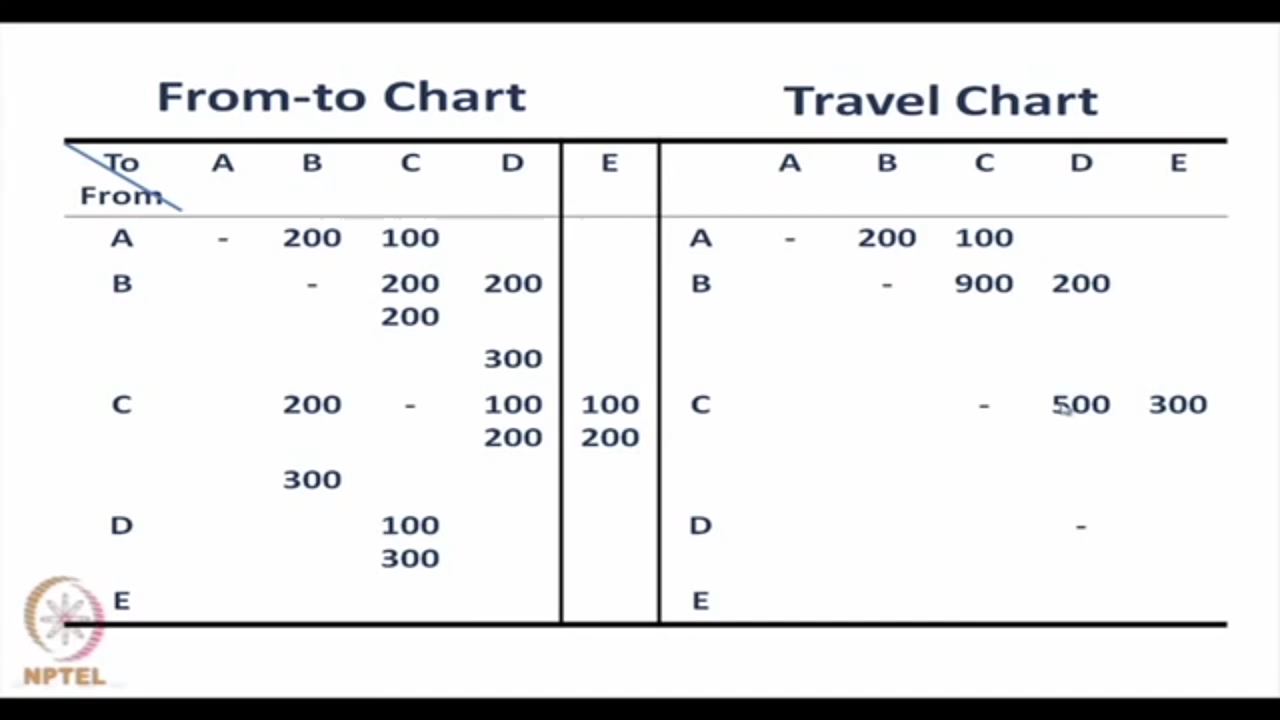 From-to Chart
Travel Chart
To A B C D E A B C D E
From
A - 200 100 A - 200 100
B - 200 200 B - 900 200
200
300
C 200 - 100 100 C - 500 300
200 200
300
D 100 D -
300
E E
NPTEL